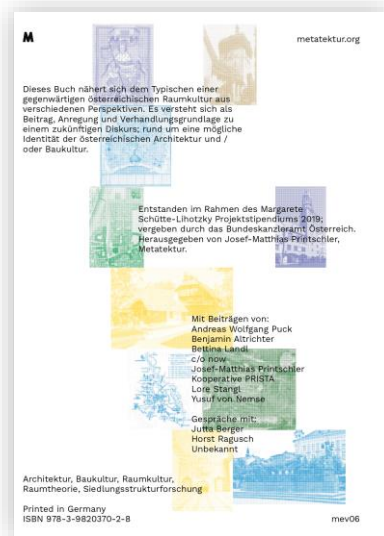 M
metatektur.org
Dieses Buch nähert sich dem Typischen einer
gegenwärtigen österreichischen Raumkultur aus
verschiedenen Perspektiven. Es versteht sich als
Beitrag, Anregung und Verhandlungsgrundlage zu
einem zukünftigen Diskurs; rund um eine mögliche
Identität der österreichischen Architektur und /
oder Baukultur.
Entstanden im Rahmen des Margarete
Schütte-Lihotzky Projektstipendiums 2019;
vergeben durch das Bundeskanzleramt Österreich.
Herausgegeben von Josef-Matthias Printschler,
Metatektur.
Mit Beiträgen von:
Andreas Wolfgang Puck
Benjamin Altrichter
Bettina Landl
c/o now
Josef-Matthias Printschler
Kooperative PRISTA
Lore Stangl
Yusuf von Nemse
Gespräche mit:
Jutta Berger
Horst Ragusch
Unbekannt
Architektur, Baukultur, Raumkultur,
Raumtheorie, Siedlungsstrukturforschung
Printed in Germany
ISBN 978-3-9820370-2-8
mev06